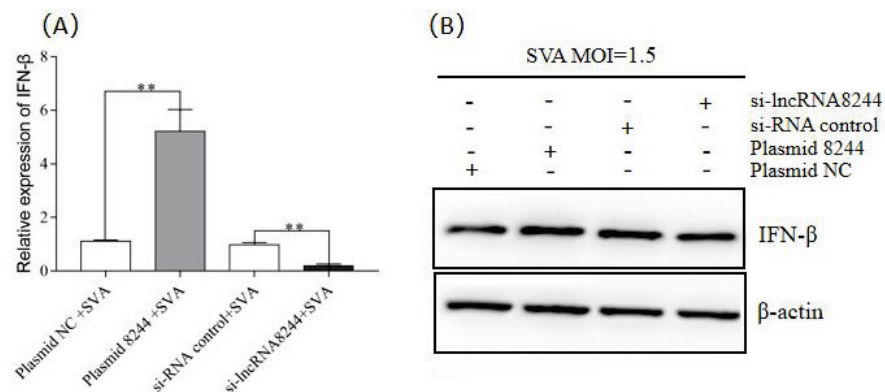 (A)
Relative expression of IFN-β
8
6
4
2
0
**
**
Plasmid NC +SVA
Plasmid 8244 +SVA
si-RNA control+SVA
si-lncRNA8244+SVA
(B)
SVA MOI=1.5
- - - + si-lncRNA8244
- - + - si-RNA control
- + - - Plasmid 8244
+ - - - Plasmid NC
IFN-β
β-actin